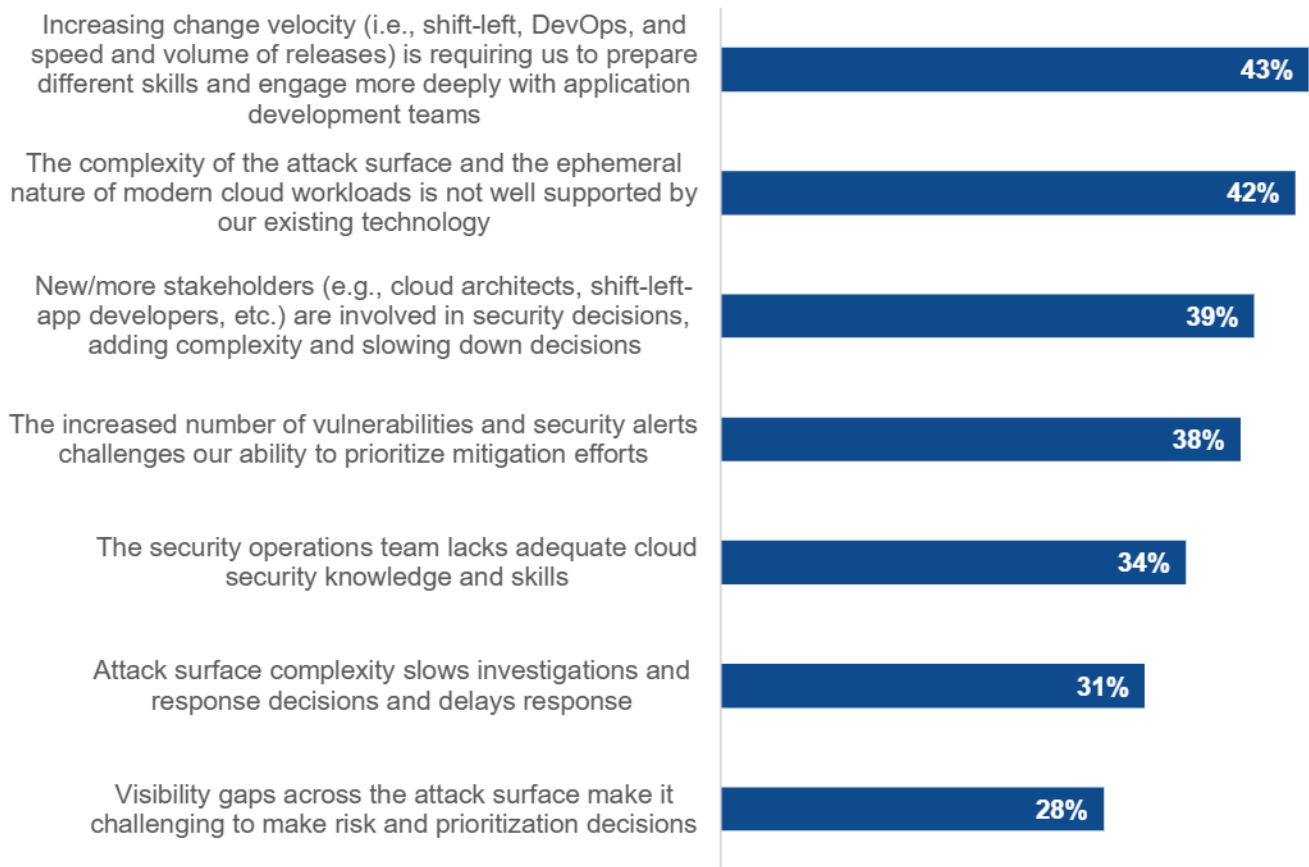 Increasing change velocity (i.e., shift-left, DevOps, and
speed and volume of releases) is requiring us to prepare
different skills and engage more deeply with application
development teams
43%
The complexity of the attack surface and the ephemeral
nature of modern cloud workloads is not well supported by
our existing technology
42%
New/more stakeholders (e.g., cloud architects, shift-left-
app developers, etc.) are involved in security decisions,
adding complexity and slowing down decisions
39%
The increased number of vulnerabilities and security alerts
challenges our ability to prioritize mitigation efforts
38%
The security operations team lacks adequate cloud
security knowledge and skills
34%
Attack surface complexity slows investigations and
response decisions and delays response
31%
Visibility gaps across the attack surface make it
challenging to make risk and prioritization decisions
28%